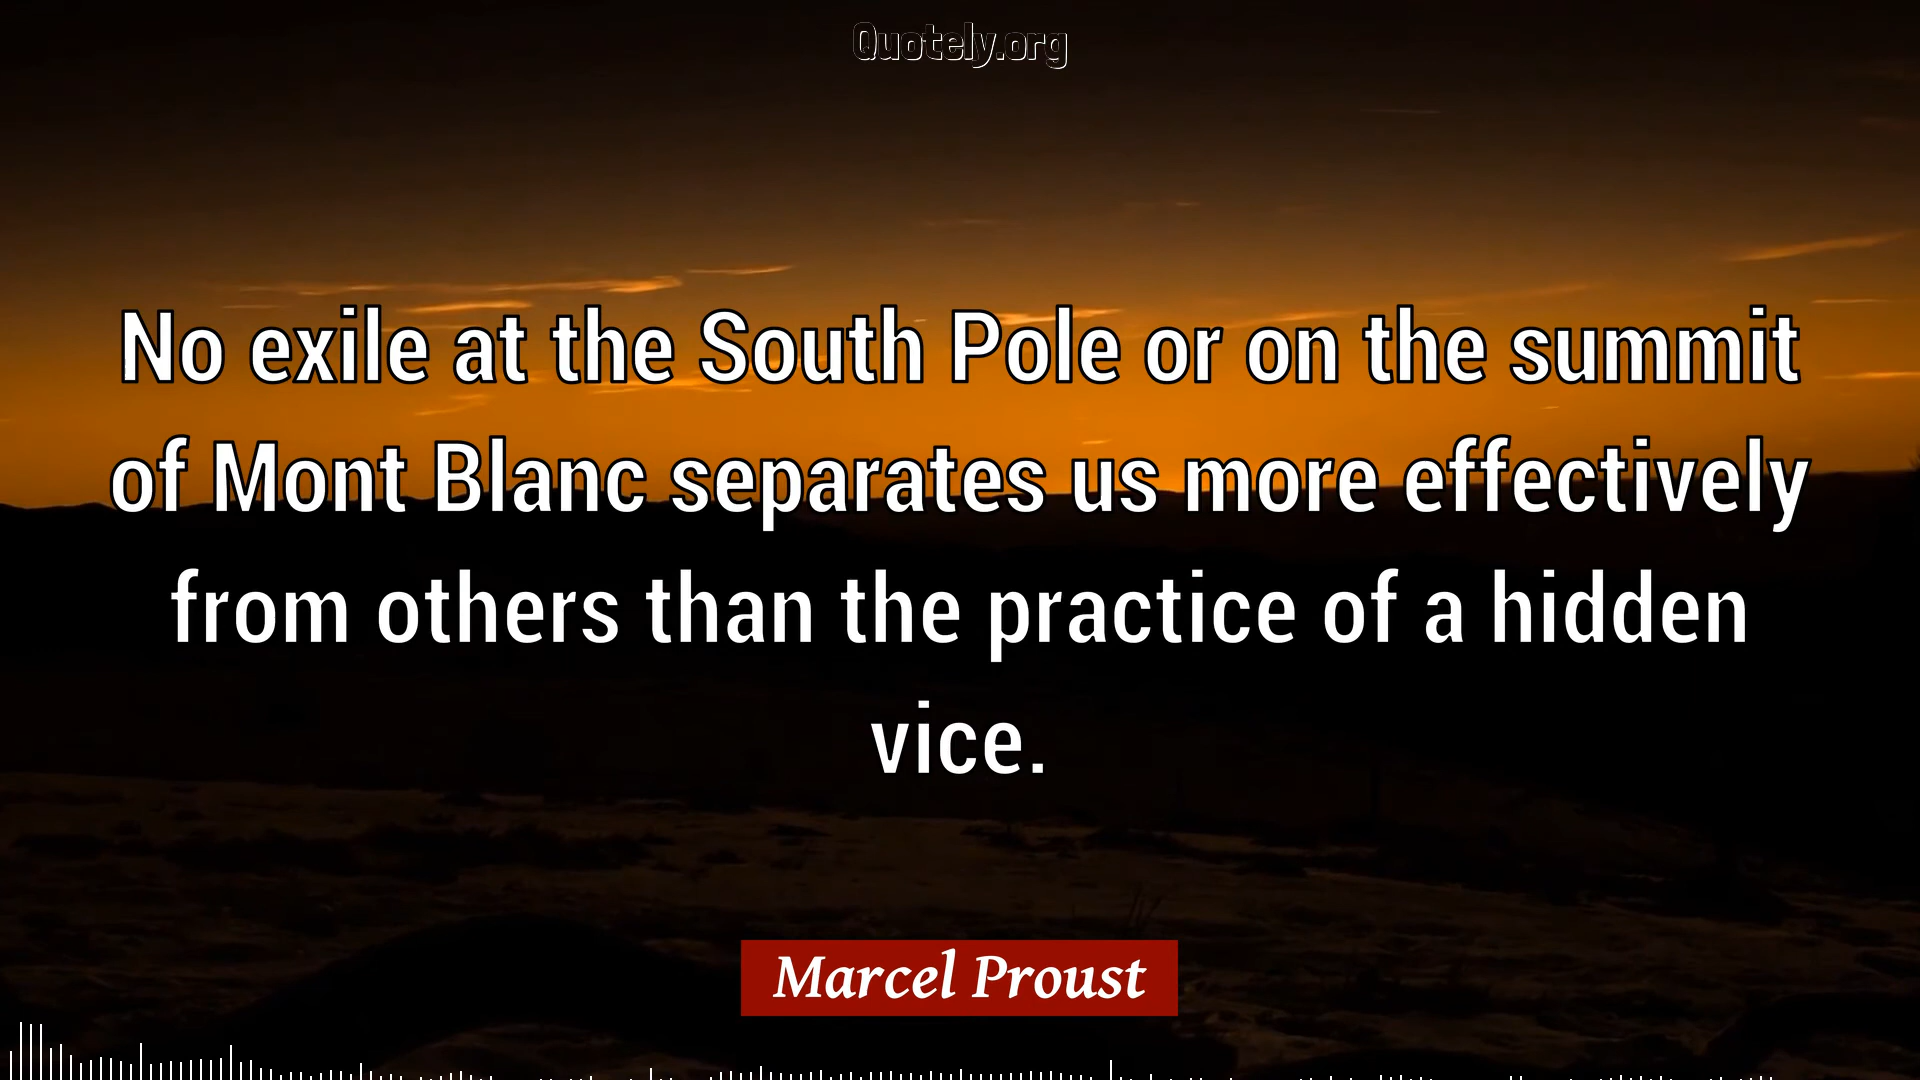 Quotely.org
No exile at the South Pole or on the summit
of Mont Blanc separates us more effectively
from others than the practice of a hidden
vice.
Marcel Proust